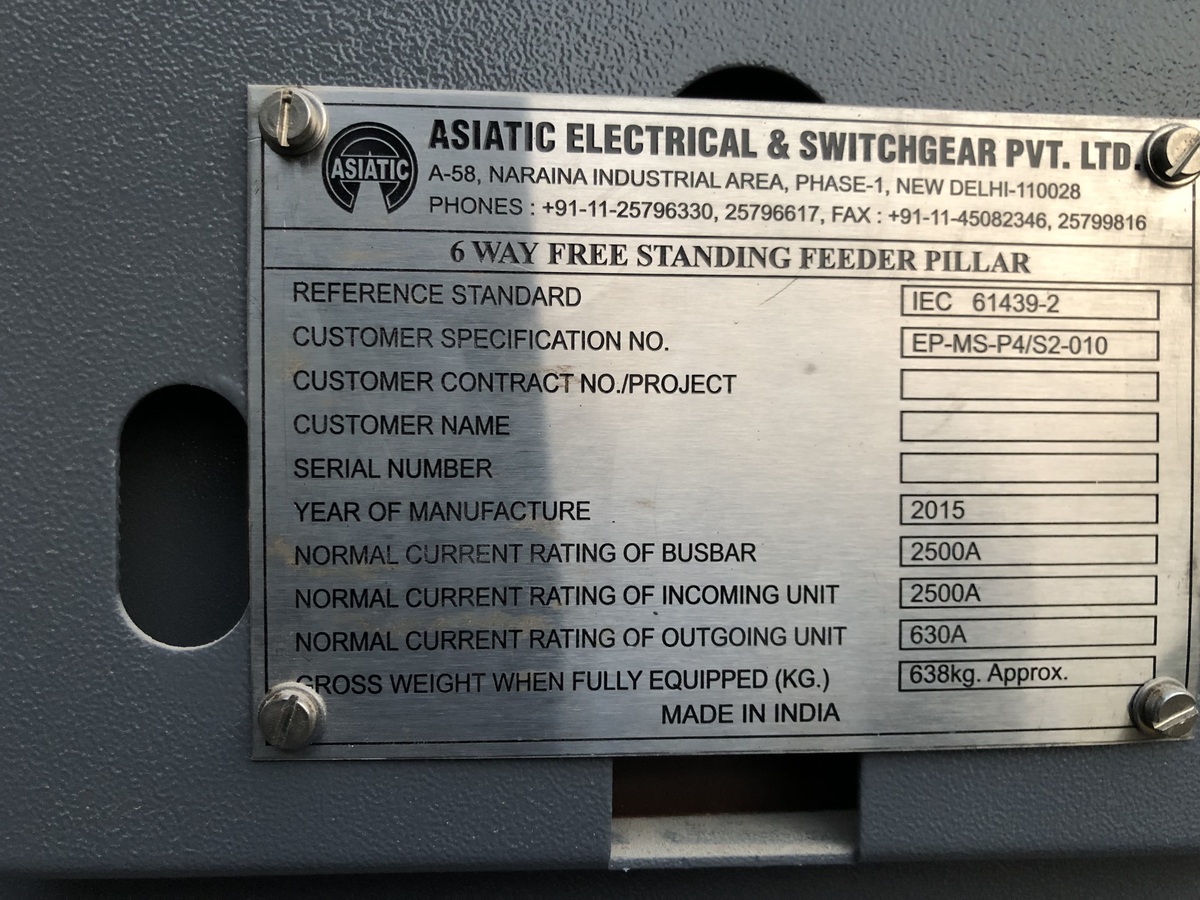 ASIATIC
ASIATIC ELECTRICAL & SWITCHGEAR PVT. LTD.
A-58, NARAINA INDUSTRIAL AREA, PHASE-1, NEW DELHI-110028
PHONES : +91-11-25796330, 25796617, FAX : +91-11-45082346, 25799816
6 WAY FREE STANDING FEEDER PILLAR
REFERENCE STANDARD IEC 61439-2
CUSTOMER SPECIFICATION NO. EP-MS-P4/S2-010
CUSTOMER CONTRACT NO./PROJECT
CUSTOMER NAME
SERIAL NUMBER
YEAR OF MANUFACTURE 2015
NORMAL CURRENT RATING OF BUSBAR 2500A
NORMAL CURRENT RATING OF INCOMING UNIT 2500A
NORMAL CURRENT RATING OF OUTGOING UNIT 630A
GROSS WEIGHT WHEN FULLY EQUIPPED (KG.) 638kg. Approx.
MADE IN INDIA